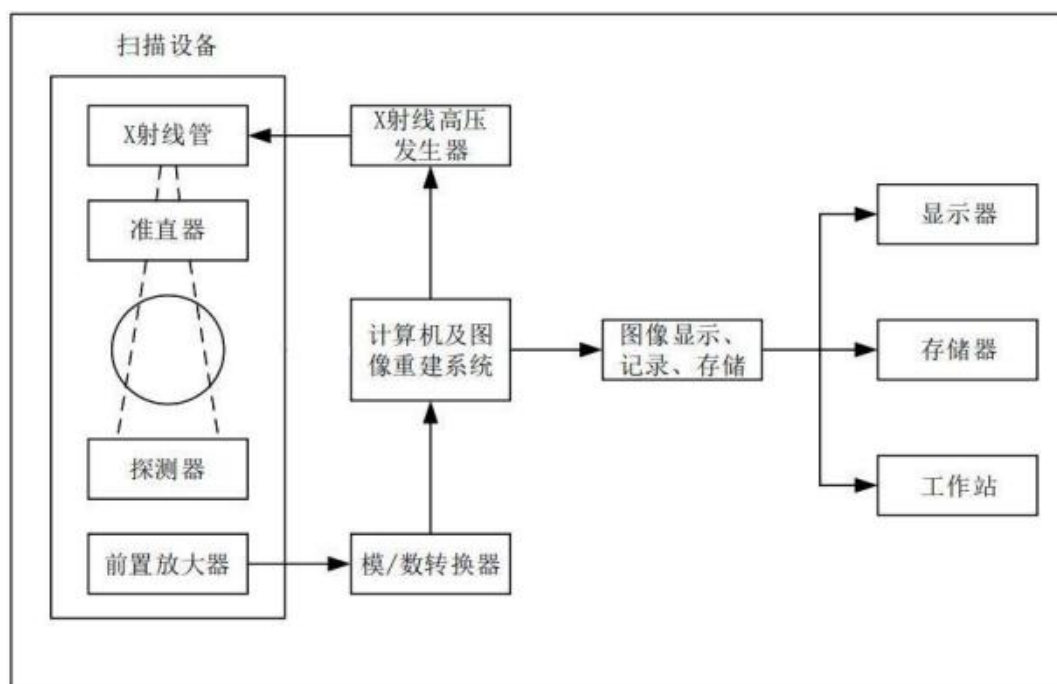 扫描设备
X射线管
准直器
探测器
前置放大器
X射线高压
发生器
计算机及图
像重建系统
模/数转换器
图像显示、
记录、存储
显示器
存储器
工作站